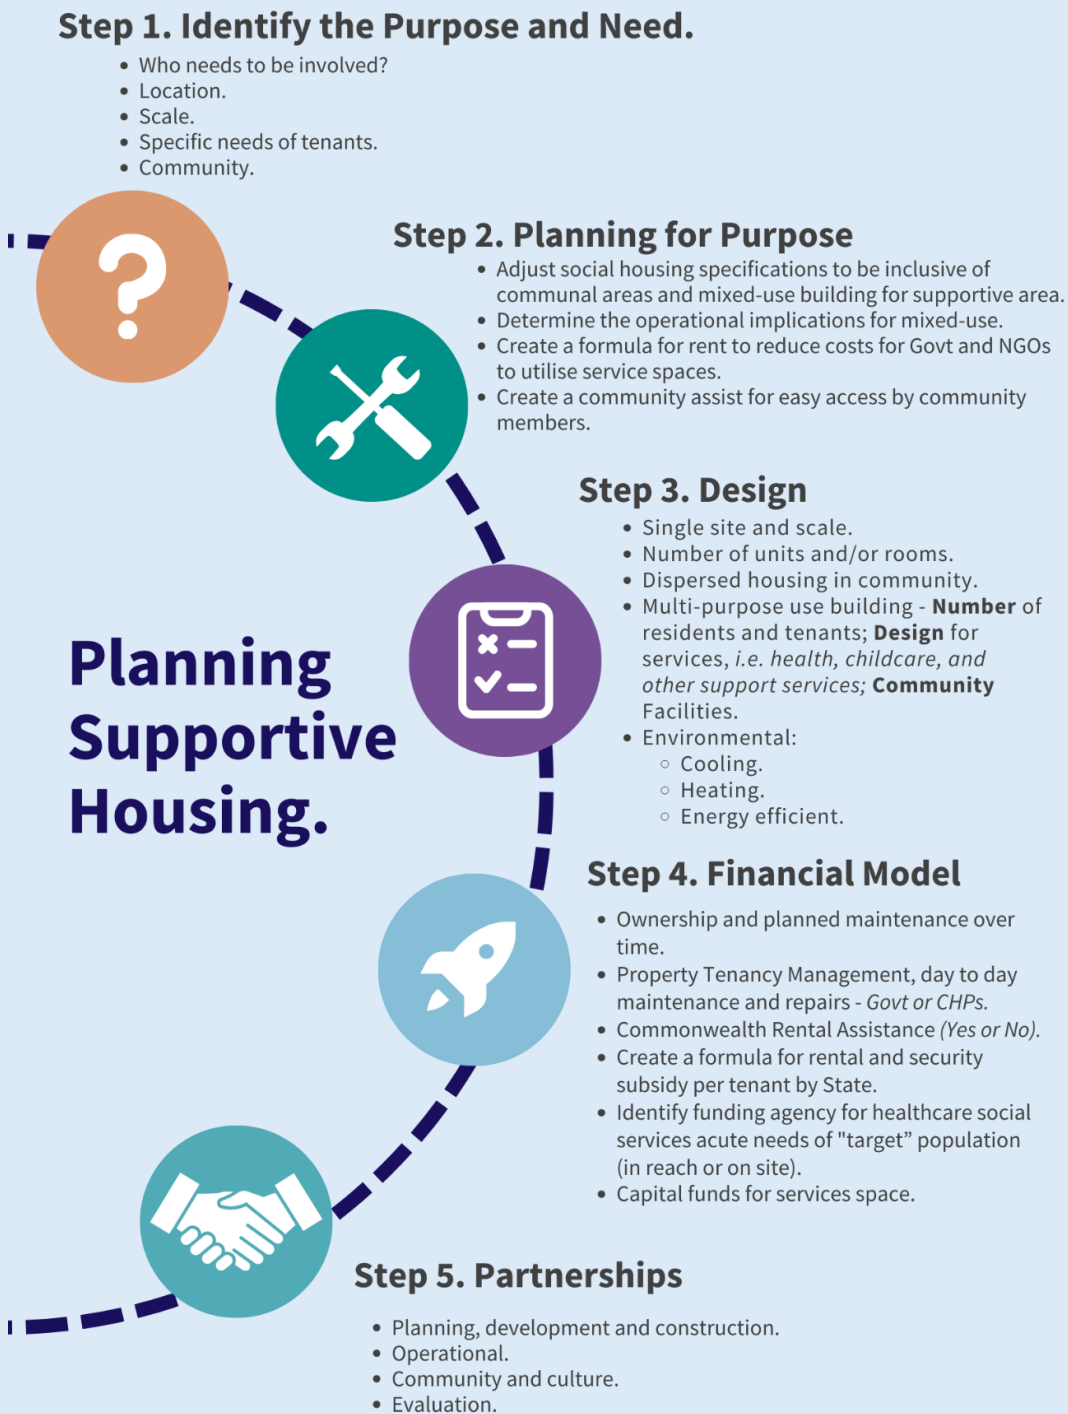 Step 1. Identify the Purpose and Need.
• Who needs to be involved?
• Location.
• Scale.
• Specific needs of tenants.
• Community.
Step 2. Planning for Purpose
• Adjust social housing specifications to be inclusive of
communal areas and mixed-use building for supportive area.
• Determine the operational implications for mixed-use.
• Create a formula for rent to reduce costs for Govt and NGOs
to utilise service spaces.
• Create a community assist for easy access by community
members.
Step 3. Design
• Single site and scale.
• Number of units and/or rooms.
• Dispersed housing in community.
• Multi-purpose use building - Number of
residents and tenants; Design for
services, i.e. health, childcare, and
other support services; Community
Facilities.
• Environmental:
◦ Cooling.
◦ Heating.
◦ Energy efficient.
Planning
Supportive
Housing.
Step 4. Financial Model
• Ownership and planned maintenance over
time.
• Property Tenancy Management, day to day
maintenance and repairs - Govt or CHPs.
• Commonwealth Rental Assistance (Yes or No).
• Create a formula for rental and security
subsidy per tenant by State.
• Identify funding agency for healthcare social
services acute needs of "target” population
(in reach or on site).
• Capital funds for services space.
Step 5. Partnerships
• Planning, development and construction.
• Operational.
• Community and culture.
• Evaluation.